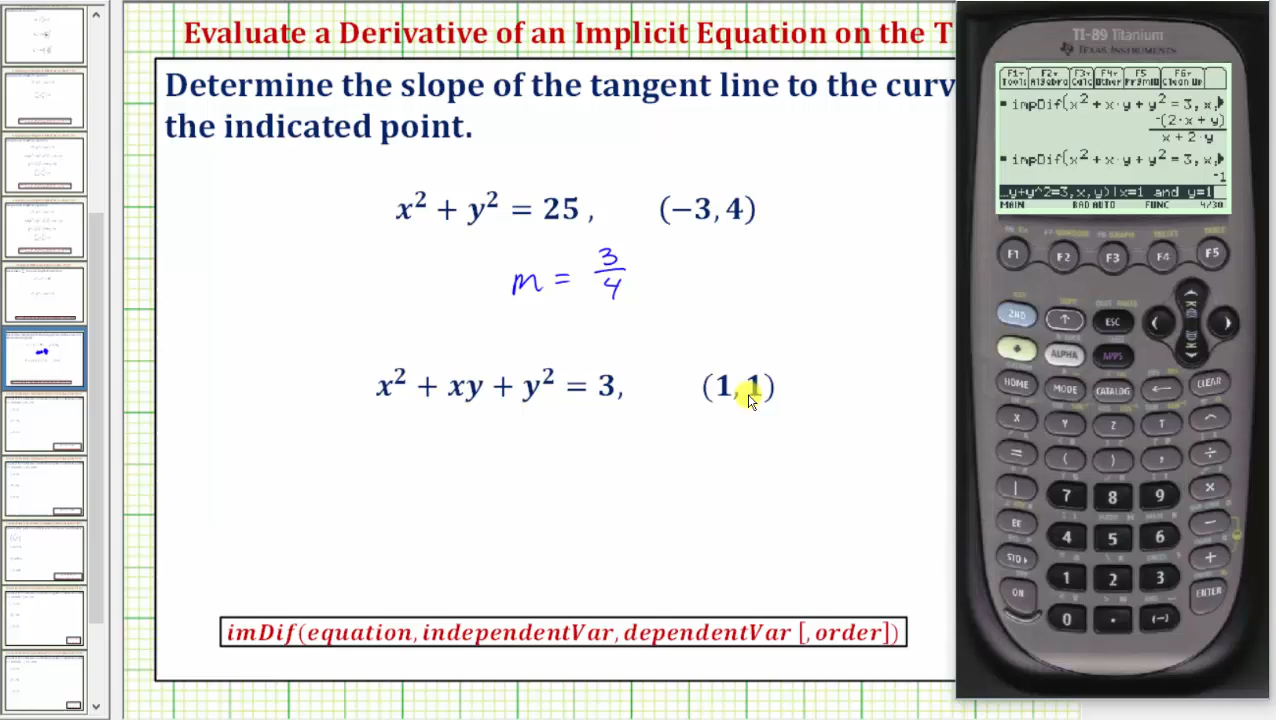 Evaluate a Derivative of an Implicit Equation on the T
Determine the slope of the tangent line to the curv
the indicated point.
x² + y² = 25 , (−3, 4)
m = 3/4
x² + xy + y² = 3, (1, 1)
imDif(equation, independentVar, dependentVar [, order])
TI-89 Titanium
TEXAS INSTRUMENTS
F1 F2 F3 F4 F5 F6
Tools Algebra Calc Other PrgmIO Clean Up
impDif(x² + x·y + y² = 3, x,
-(2·x + y)
x + 2·y
impDif(x² + x·y + y² = 3, x,
-1
…y+y^2=3,x,y)|x=1 and y=1
MAIN RAD AUTO FUNC 4/30
F1 F2 F3 F4 F5
2ND ESC
ALPHA APPS
HOME MODE CATALOG ← CLEAR
X Y Z T ^
= ( ) , ÷
| 7 8 9 ×
EE 4 5 6 −
STO▸ 1 2 3 +
ON 0 . (−) ENTER